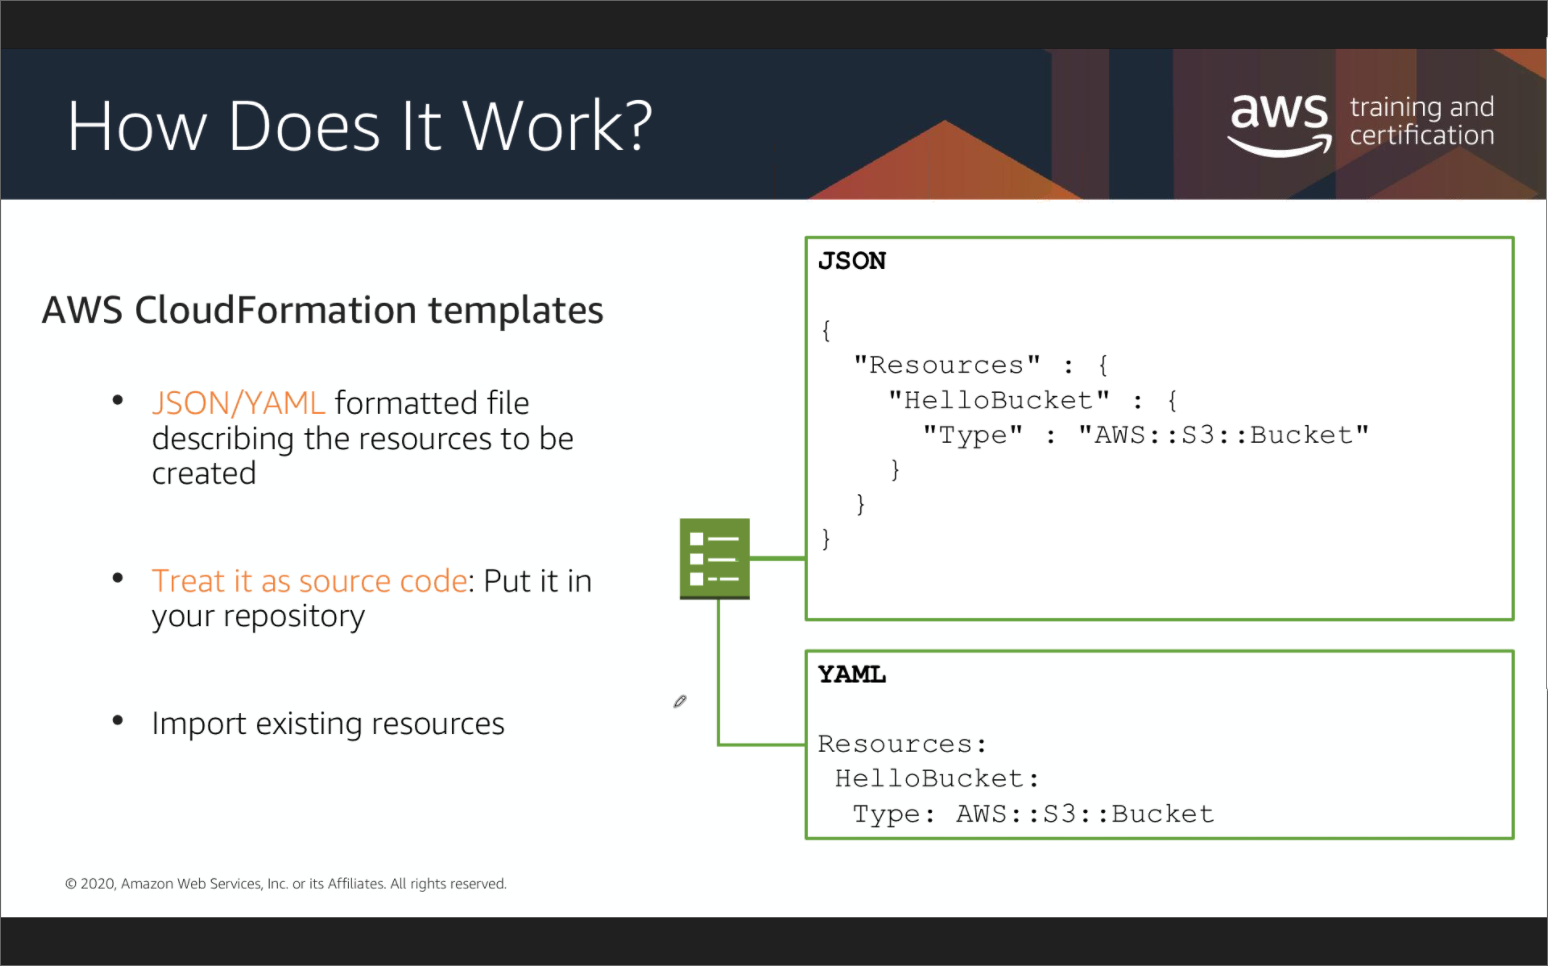 How Does It Work?
aws training and
certification
AWS CloudFormation templates
• JSON/YAML formatted file
describing the resources to be
created
• Treat it as source code: Put it in
your repository
• Import existing resources
JSON
{
  "Resources" : {
    "HelloBucket" : {
      "Type" : "AWS::S3::Bucket"
    }
  }
}
YAML
Resources:
 HelloBucket:
  Type: AWS::S3::Bucket
© 2020, Amazon Web Services, Inc. or its Affiliates. All rights reserved.